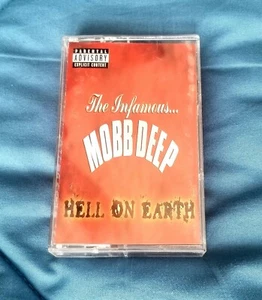 PARENTAL
ADVISORY
EXPLICIT CONTENT
The Infamous...
MOBB DEEP
HELL ON EARTH